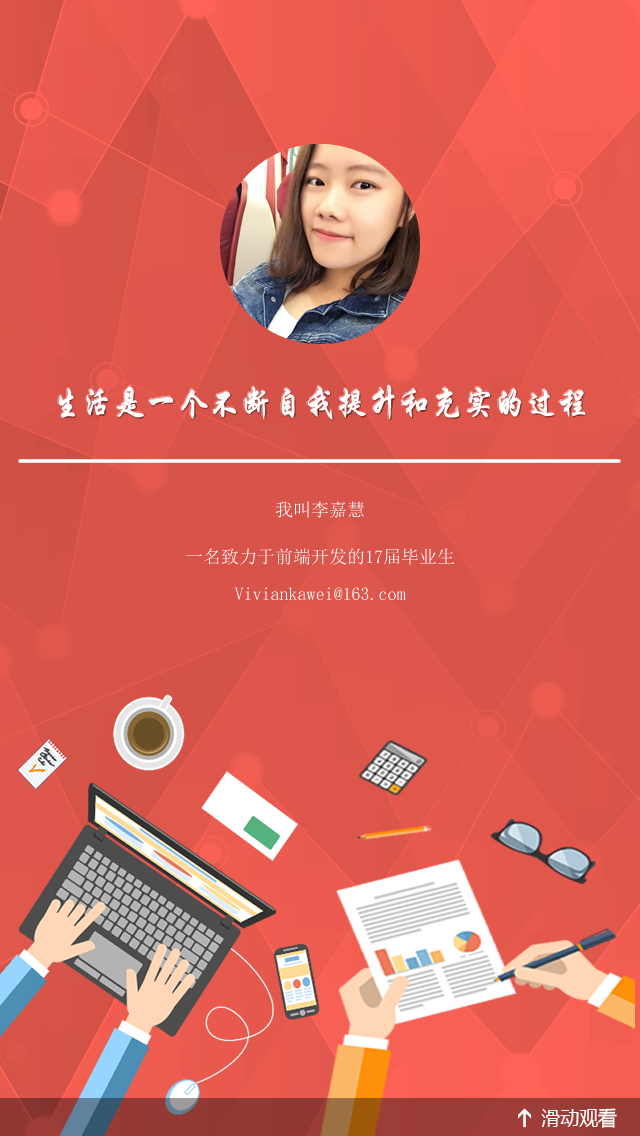 生活是一个不断自我提升和充实的过程
我叫李嘉慧
一名致力于前端开发的17届毕业生
Viviankawei@163.com
滑动观看